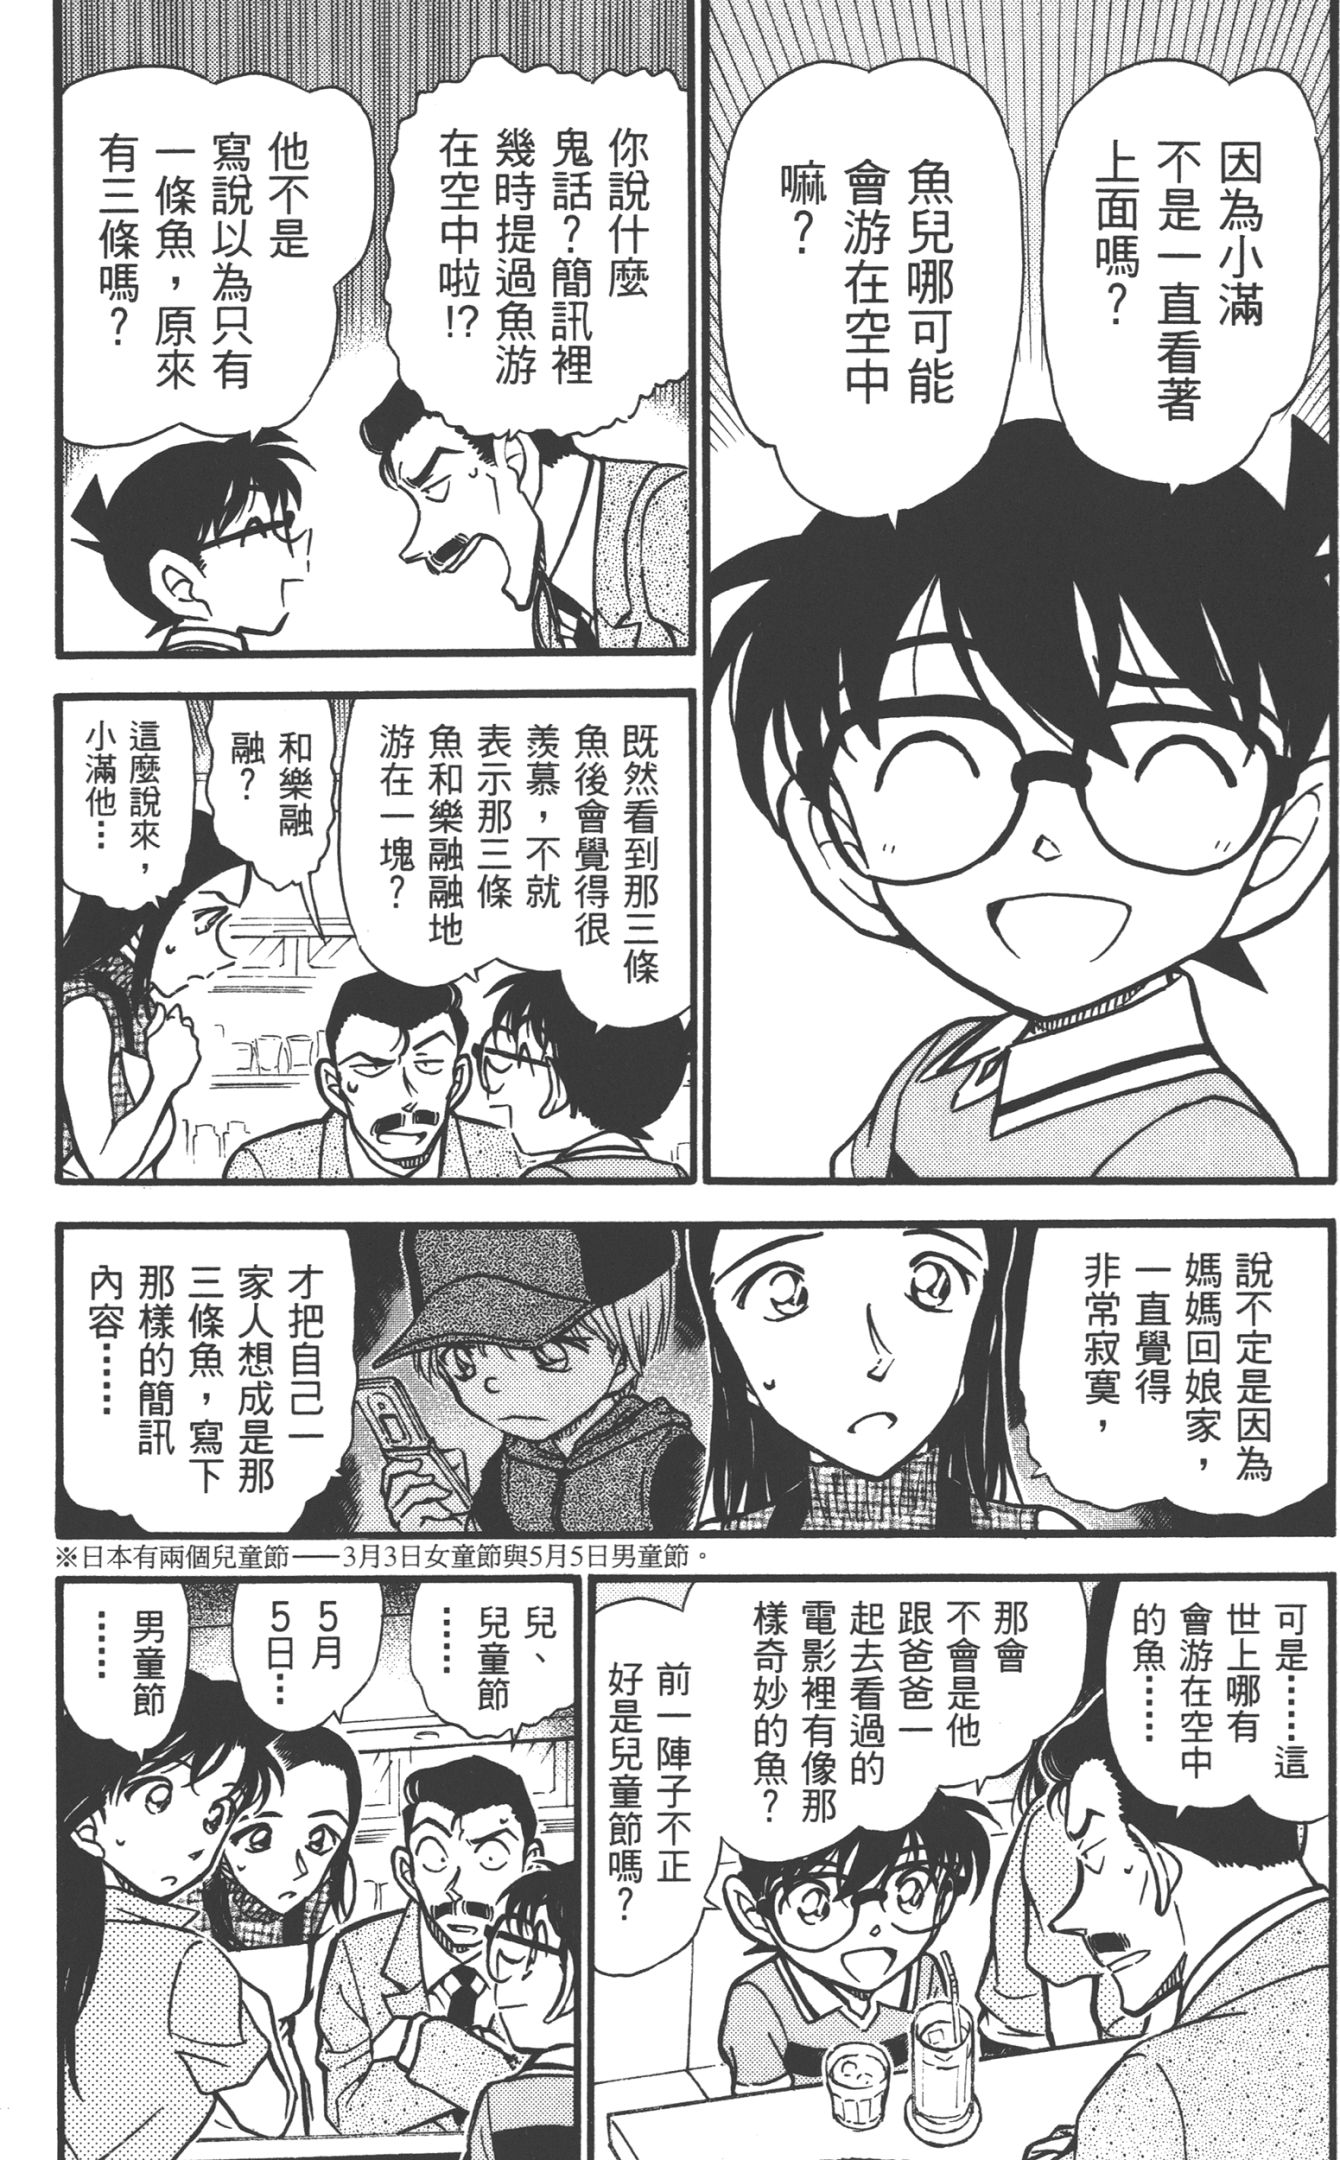 因為小滿
不是一直看著
上面嗎？
魚兒哪可能
會游在空中
嘛？
你說什麼
鬼話？簡訊裡
幾時提過魚游
在空中啦!?
他不是
寫說以為只有
一條魚，原來
有三條嗎？
既然看到那三條
魚後會覺得很
羨慕，不就
表示那三條
魚和樂融融地
游在一塊？
和樂融
融？
這麼說來，
小滿他…
說不定是因為
媽媽回娘家，
一直覺得
非常寂寞，
才把自己一
家人想成是那
三條魚，寫下
那樣的簡訊
內容……
※日本有兩個兒童節——3月3日女童節與5月5日男童節。
可是……這
世上哪有
會游在空中
的魚……
那會
不會是他
跟爸爸一
起去看過的
電影裡有像那
樣奇妙的魚？
前一陣子不正
好是兒童節嗎？
兒、
兒童節
……
5月
5日…
男童節
……